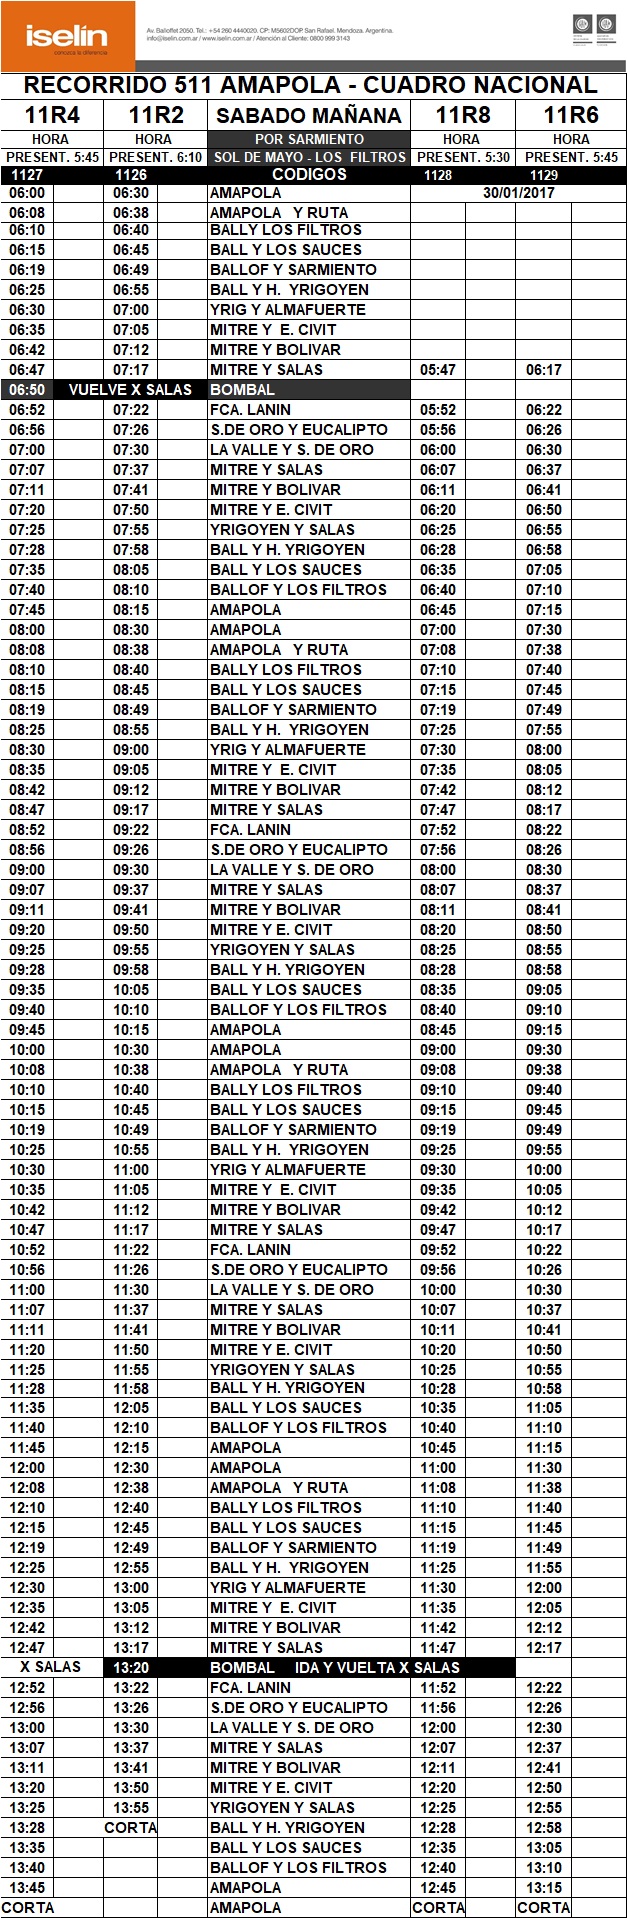 iselin
conozca la diferencia
Av. Balloffet 2050. Tel.: +54 260 4440020. CP: M5602DOP San Rafael. Mendoza. Argentina.
info@iselin.com.ar / www.iselin.com.ar / Atención al Cliente: 0800 999 3143
RECORRIDO 511 AMAPOLA - CUADRO NACIONAL
11R4 11R2 SABADO MAÑANA 11R8 11R6
HORA HORA POR SARMIENTO HORA HORA
PRESENT. 5:45 PRESENT. 6:10 SOL DE MAYO - LOS FILTROS PRESENT. 5:30 PRESENT. 5:45
1127 1126 CODIGOS 1128 1129
06:00 06:30 AMAPOLA 30/01/2017
06:08 06:38 AMAPOLA Y RUTA
06:10 06:40 BALLY LOS FILTROS
06:15 06:45 BALL Y LOS SAUCES
06:19 06:49 BALLOF Y SARMIENTO
06:25 06:55 BALL Y H. YRIGOYEN
06:30 07:00 YRIG Y ALMAFUERTE
06:35 07:05 MITRE Y E. CIVIT
06:42 07:12 MITRE Y BOLIVAR
06:47 07:17 MITRE Y SALAS 05:47 06:17
06:50 VUELVE X SALAS BOMBAL
06:52 07:22 FCA. LANIN 05:52 06:22
06:56 07:26 S.DE ORO Y EUCALIPTO 05:56 06:26
07:00 07:30 LA VALLE Y S. DE ORO 06:00 06:30
07:07 07:37 MITRE Y SALAS 06:07 06:37
07:11 07:41 MITRE Y BOLIVAR 06:11 06:41
07:20 07:50 MITRE Y E. CIVIT 06:20 06:50
07:25 07:55 YRIGOYEN Y SALAS 06:25 06:55
07:28 07:58 BALL Y H. YRIGOYEN 06:28 06:58
07:35 08:05 BALL Y LOS SAUCES 06:35 07:05
07:40 08:10 BALLOF Y LOS FILTROS 06:40 07:10
07:45 08:15 AMAPOLA 06:45 07:15
08:00 08:30 AMAPOLA 07:00 07:30
08:08 08:38 AMAPOLA Y RUTA 07:08 07:38
08:10 08:40 BALLY LOS FILTROS 07:10 07:40
08:15 08:45 BALL Y LOS SAUCES 07:15 07:45
08:19 08:49 BALLOF Y SARMIENTO 07:19 07:49
08:25 08:55 BALL Y H. YRIGOYEN 07:25 07:55
08:30 09:00 YRIG Y ALMAFUERTE 07:30 08:00
08:35 09:05 MITRE Y E. CIVIT 07:35 08:05
08:42 09:12 MITRE Y BOLIVAR 07:42 08:12
08:47 09:17 MITRE Y SALAS 07:47 08:17
08:52 09:22 FCA. LANIN 07:52 08:22
08:56 09:26 S.DE ORO Y EUCALIPTO 07:56 08:26
09:00 09:30 LA VALLE Y S. DE ORO 08:00 08:30
09:07 09:37 MITRE Y SALAS 08:07 08:37
09:11 09:41 MITRE Y BOLIVAR 08:11 08:41
09:20 09:50 MITRE Y E. CIVIT 08:20 08:50
09:25 09:55 YRIGOYEN Y SALAS 08:25 08:55
09:28 09:58 BALL Y H. YRIGOYEN 08:28 08:58
09:35 10:05 BALL Y LOS SAUCES 08:35 09:05
09:40 10:10 BALLOF Y LOS FILTROS 08:40 09:10
09:45 10:15 AMAPOLA 08:45 09:15
10:00 10:30 AMAPOLA 09:00 09:30
10:08 10:38 AMAPOLA Y RUTA 09:08 09:38
10:10 10:40 BALLY LOS FILTROS 09:10 09:40
10:15 10:45 BALL Y LOS SAUCES 09:15 09:45
10:19 10:49 BALLOF Y SARMIENTO 09:19 09:49
10:25 10:55 BALL Y H. YRIGOYEN 09:25 09:55
10:30 11:00 YRIG Y ALMAFUERTE 09:30 10:00
10:35 11:05 MITRE Y E. CIVIT 09:35 10:05
10:42 11:12 MITRE Y BOLIVAR 09:42 10:12
10:47 11:17 MITRE Y SALAS 09:47 10:17
10:52 11:22 FCA. LANIN 09:52 10:22
10:56 11:26 S.DE ORO Y EUCALIPTO 09:56 10:26
11:00 11:30 LA VALLE Y S. DE ORO 10:00 10:30
11:07 11:37 MITRE Y SALAS 10:07 10:37
11:11 11:41 MITRE Y BOLIVAR 10:11 10:41
11:20 11:50 MITRE Y E. CIVIT 10:20 10:50
11:25 11:55 YRIGOYEN Y SALAS 10:25 10:55
11:28 11:58 BALL Y H. YRIGOYEN 10:28 10:58
11:35 12:05 BALL Y LOS SAUCES 10:35 11:05
11:40 12:10 BALLOF Y LOS FILTROS 10:40 11:10
11:45 12:15 AMAPOLA 10:45 11:15
12:00 12:30 AMAPOLA 11:00 11:30
12:08 12:38 AMAPOLA Y RUTA 11:08 11:38
12:10 12:40 BALLY LOS FILTROS 11:10 11:40
12:15 12:45 BALL Y LOS SAUCES 11:15 11:45
12:19 12:49 BALLOF Y SARMIENTO 11:19 11:49
12:25 12:55 BALL Y H. YRIGOYEN 11:25 11:55
12:30 13:00 YRIG Y ALMAFUERTE 11:30 12:00
12:35 13:05 MITRE Y E. CIVIT 11:35 12:05
12:42 13:12 MITRE Y BOLIVAR 11:42 12:12
12:47 13:17 MITRE Y SALAS 11:47 12:17
X SALAS 13:20 BOMBAL IDA Y VUELTA X SALAS
12:52 13:22 FCA. LANIN 11:52 12:22
12:56 13:26 S.DE ORO Y EUCALIPTO 11:56 12:26
13:00 13:30 LA VALLE Y S. DE ORO 12:00 12:30
13:07 13:37 MITRE Y SALAS 12:07 12:37
13:11 13:41 MITRE Y BOLIVAR 12:11 12:41
13:20 13:50 MITRE Y E. CIVIT 12:20 12:50
13:25 13:55 YRIGOYEN Y SALAS 12:25 12:55
13:28 CORTA BALL Y H. YRIGOYEN 12:28 12:58
13:35 BALL Y LOS SAUCES 12:35 13:05
13:40 BALLOF Y LOS FILTROS 12:40 13:10
13:45 AMAPOLA 12:45 13:15
CORTA AMAPOLA CORTA CORTA